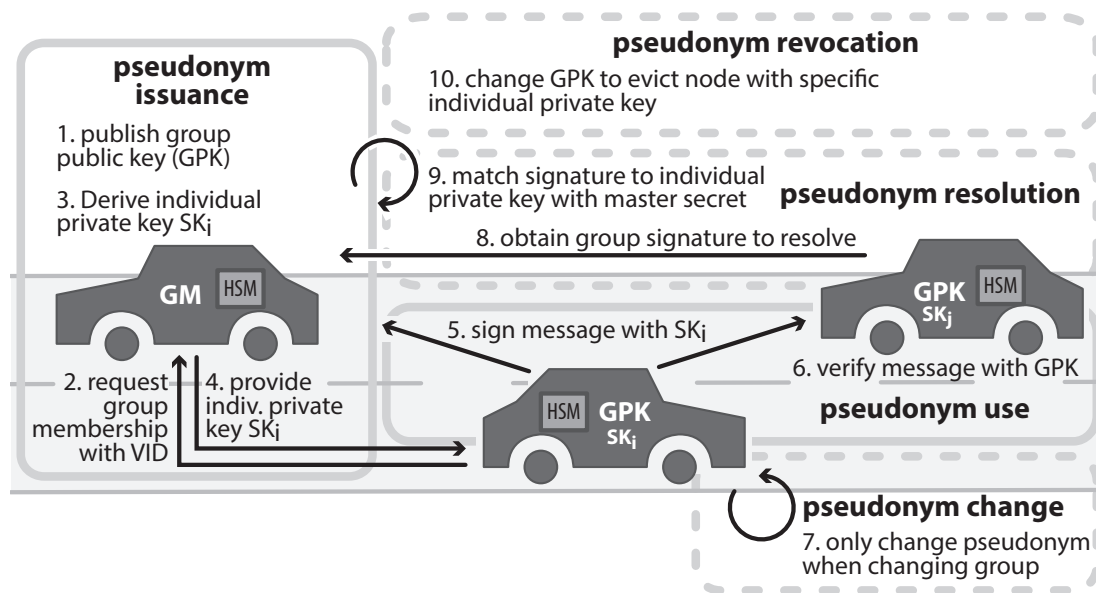 pseudonym
issuance
1. publish group
public key (GPK)
3. Derive individual
private key SKi
pseudonym revocation
10. change GPK to evict node with specific
individual private key
9. match signature to individual
private key with master secret
pseudonym resolution
8. obtain group signature to resolve
GM
HSM
GPK
SKj
HSM
5. sign message with SKi
6. verify message with GPK
pseudonym use
2. request
group
membership
with VID
4. provide
indiv. private
key SKi
HSM
GPK
SKi
pseudonym change
7. only change pseudonym
when changing group